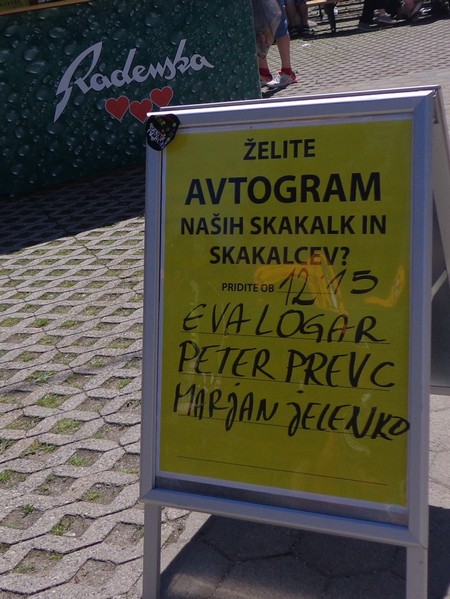 Radenska
ŽELITE
AVTOGRAM
NAŠIH SKAKALK IN
SKAKALCEV?
PRIDITE OB 12 15
EVA LOGAR
PETER PREVC
MARJAN JELENKO